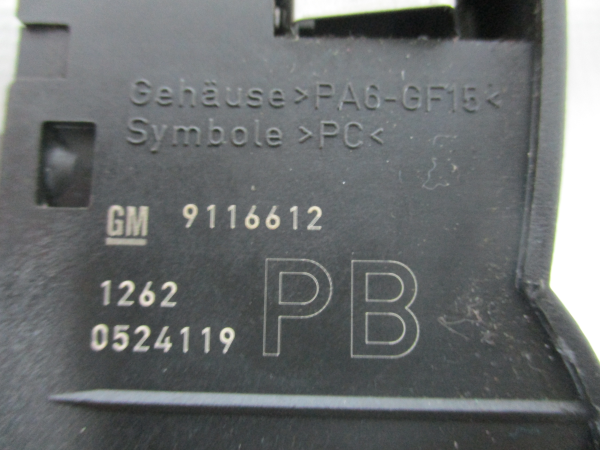 Gehäuse >PA6-GF15<
Symbole >PC<
GM 9116612
1262
0524119
PB